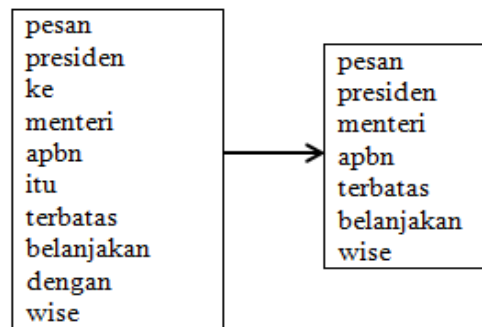 pesan
presiden
ke
menteri
apbn
itu
terbatas
belanjakan
dengan
wise
pesan
presiden
menteri
apbn
terbatas
belanjakan
wise